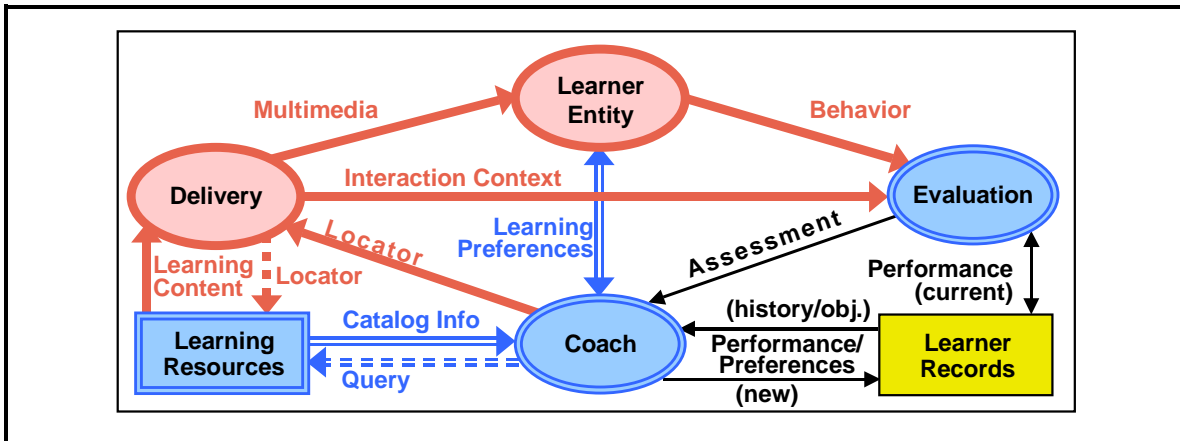 Learner
Entity
Multimedia
Behavior
Delivery
Interaction Context
Evaluation
Learning
Preferences
Locator
Assessment
Learning
Content
Locator
Performance
(current)
Learning
Resources
Catalog Info
Query
Coach
(history/obj.)
Performance/
Preferences
(new)
Learner
Records